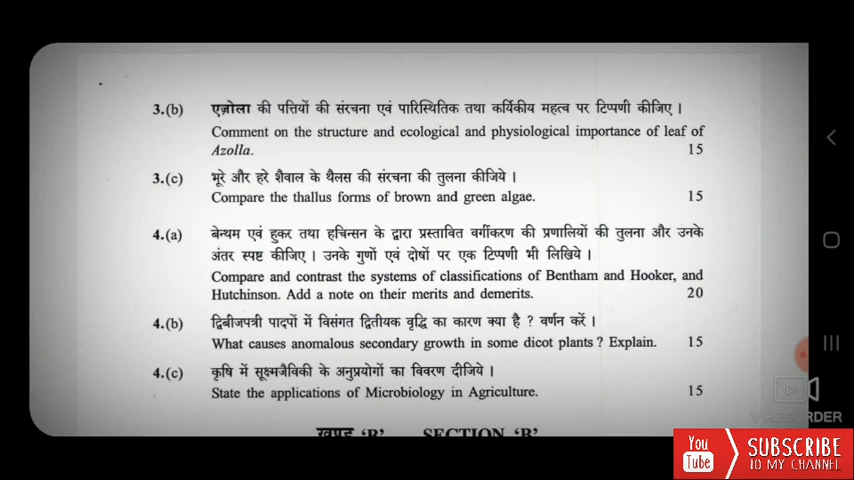 3.(b) एज़ोला की पत्तियों की संरचना एवं पारिस्थितिक तथा कार्यिकीय महत्व पर टिप्पणी कीजिए ।
Comment on the structure and ecological and physiological importance of leaf of
Azolla. 15
3.(c) भूरे और हरे शैवाल के थैलस की संरचना की तुलना कीजिये ।
Compare the thallus forms of brown and green algae. 15
4.(a) बेन्थम एवं हुकर तथा हचिन्सन के द्वारा प्रस्तावित वर्गीकरण की प्रणालियों की तुलना और उनके
अंतर स्पष्ट कीजिए । उनके गुणों एवं दोषों पर एक टिप्पणी भी लिखिये ।
Compare and contrast the systems of classifications of Bentham and Hooker, and
Hutchinson. Add a note on their merits and demerits. 20
4.(b) द्विबीजपत्री पादपों में विसंगत द्वितीयक वृद्धि का कारण क्या है ? वर्णन करें ।
What causes anomalous secondary growth in some dicot plants ? Explain. 15
4.(c) कृषि में सूक्ष्मजैविकी के अनुप्रयोगों का विवरण दीजिये ।
State the applications of Microbiology in Agriculture. 15
खण्ड 'B' SECTION 'B'
RECORDER
You Tube
SUBSCRIBE
TO MY CHANNEL